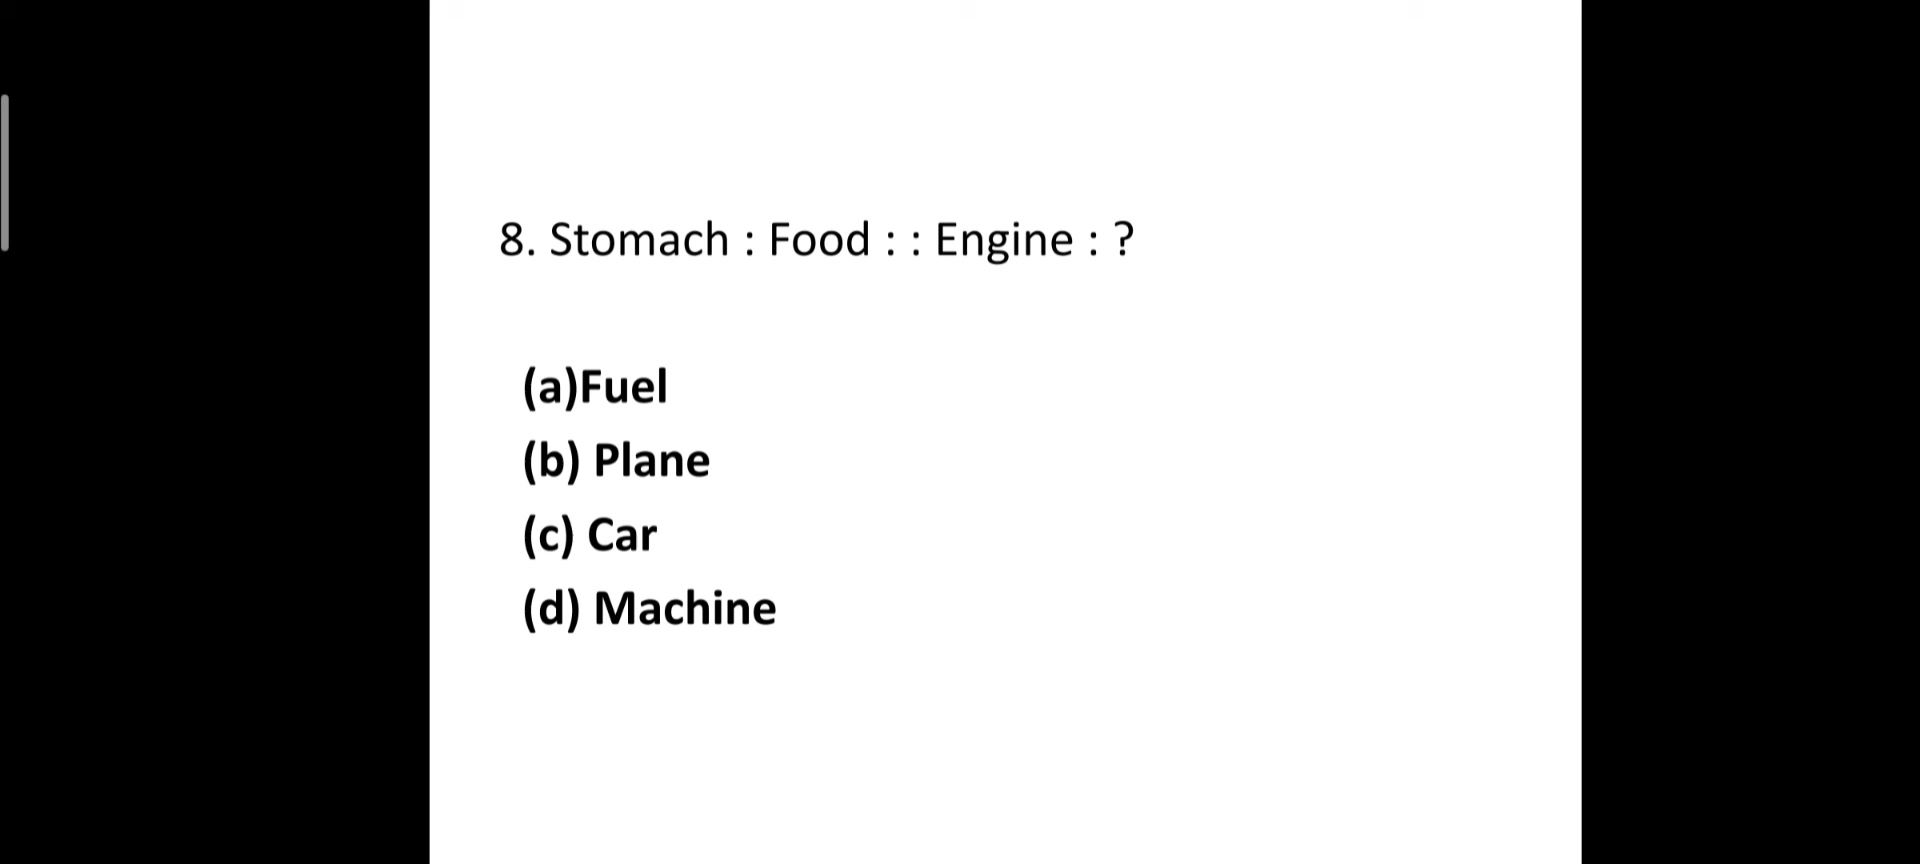 8. Stomach : Food : : Engine : ?
(a)Fuel
(b) Plane
(c) Car
(d) Machine